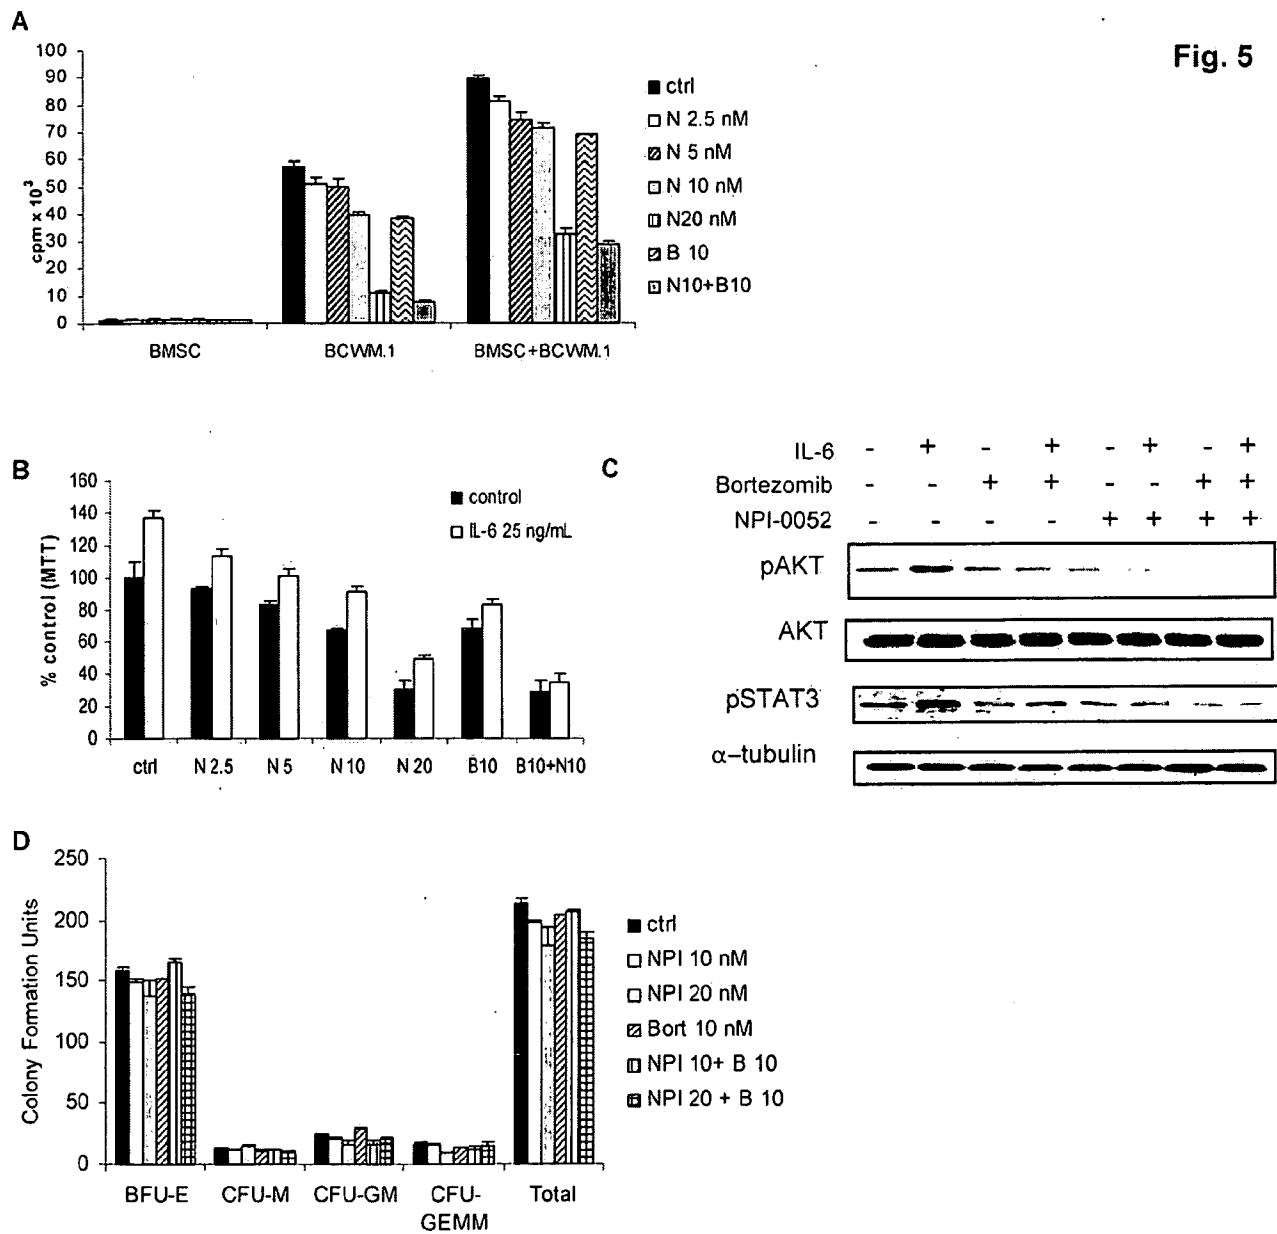 A
Fig. 5
100
90
80
70
60
50
40
30
20
10
0
cpm x 10-3
BMSC
BCWM.1
BMSC+BCWM.1
ctrl
N 2.5 nM
N 5 nM
N 10 nM
N20 nM
B 10
N10+B10
B
160
140
120
100
80
60
40
20
0
% control (MTT)
control
IL-6 25 ng/mL
ctrl
N 2.5
N 5
N 10
N 20
B10
B10+N10
C
IL-6 - + - + - + - +
Bortezomib - - + + - - + +
NPI-0052 - - - - + + + +
pAKT
AKT
pSTAT3
α–tubulin
D
250
200
150
100
50
0
Colony Formation Units
BFU-E
CFU-M
CFU-GM
CFU-
GEMM
Total
ctrl
NPI 10 nM
NPI 20 nM
Bort 10 nM
NPI 10+ B 10
NPI 20 + B 10